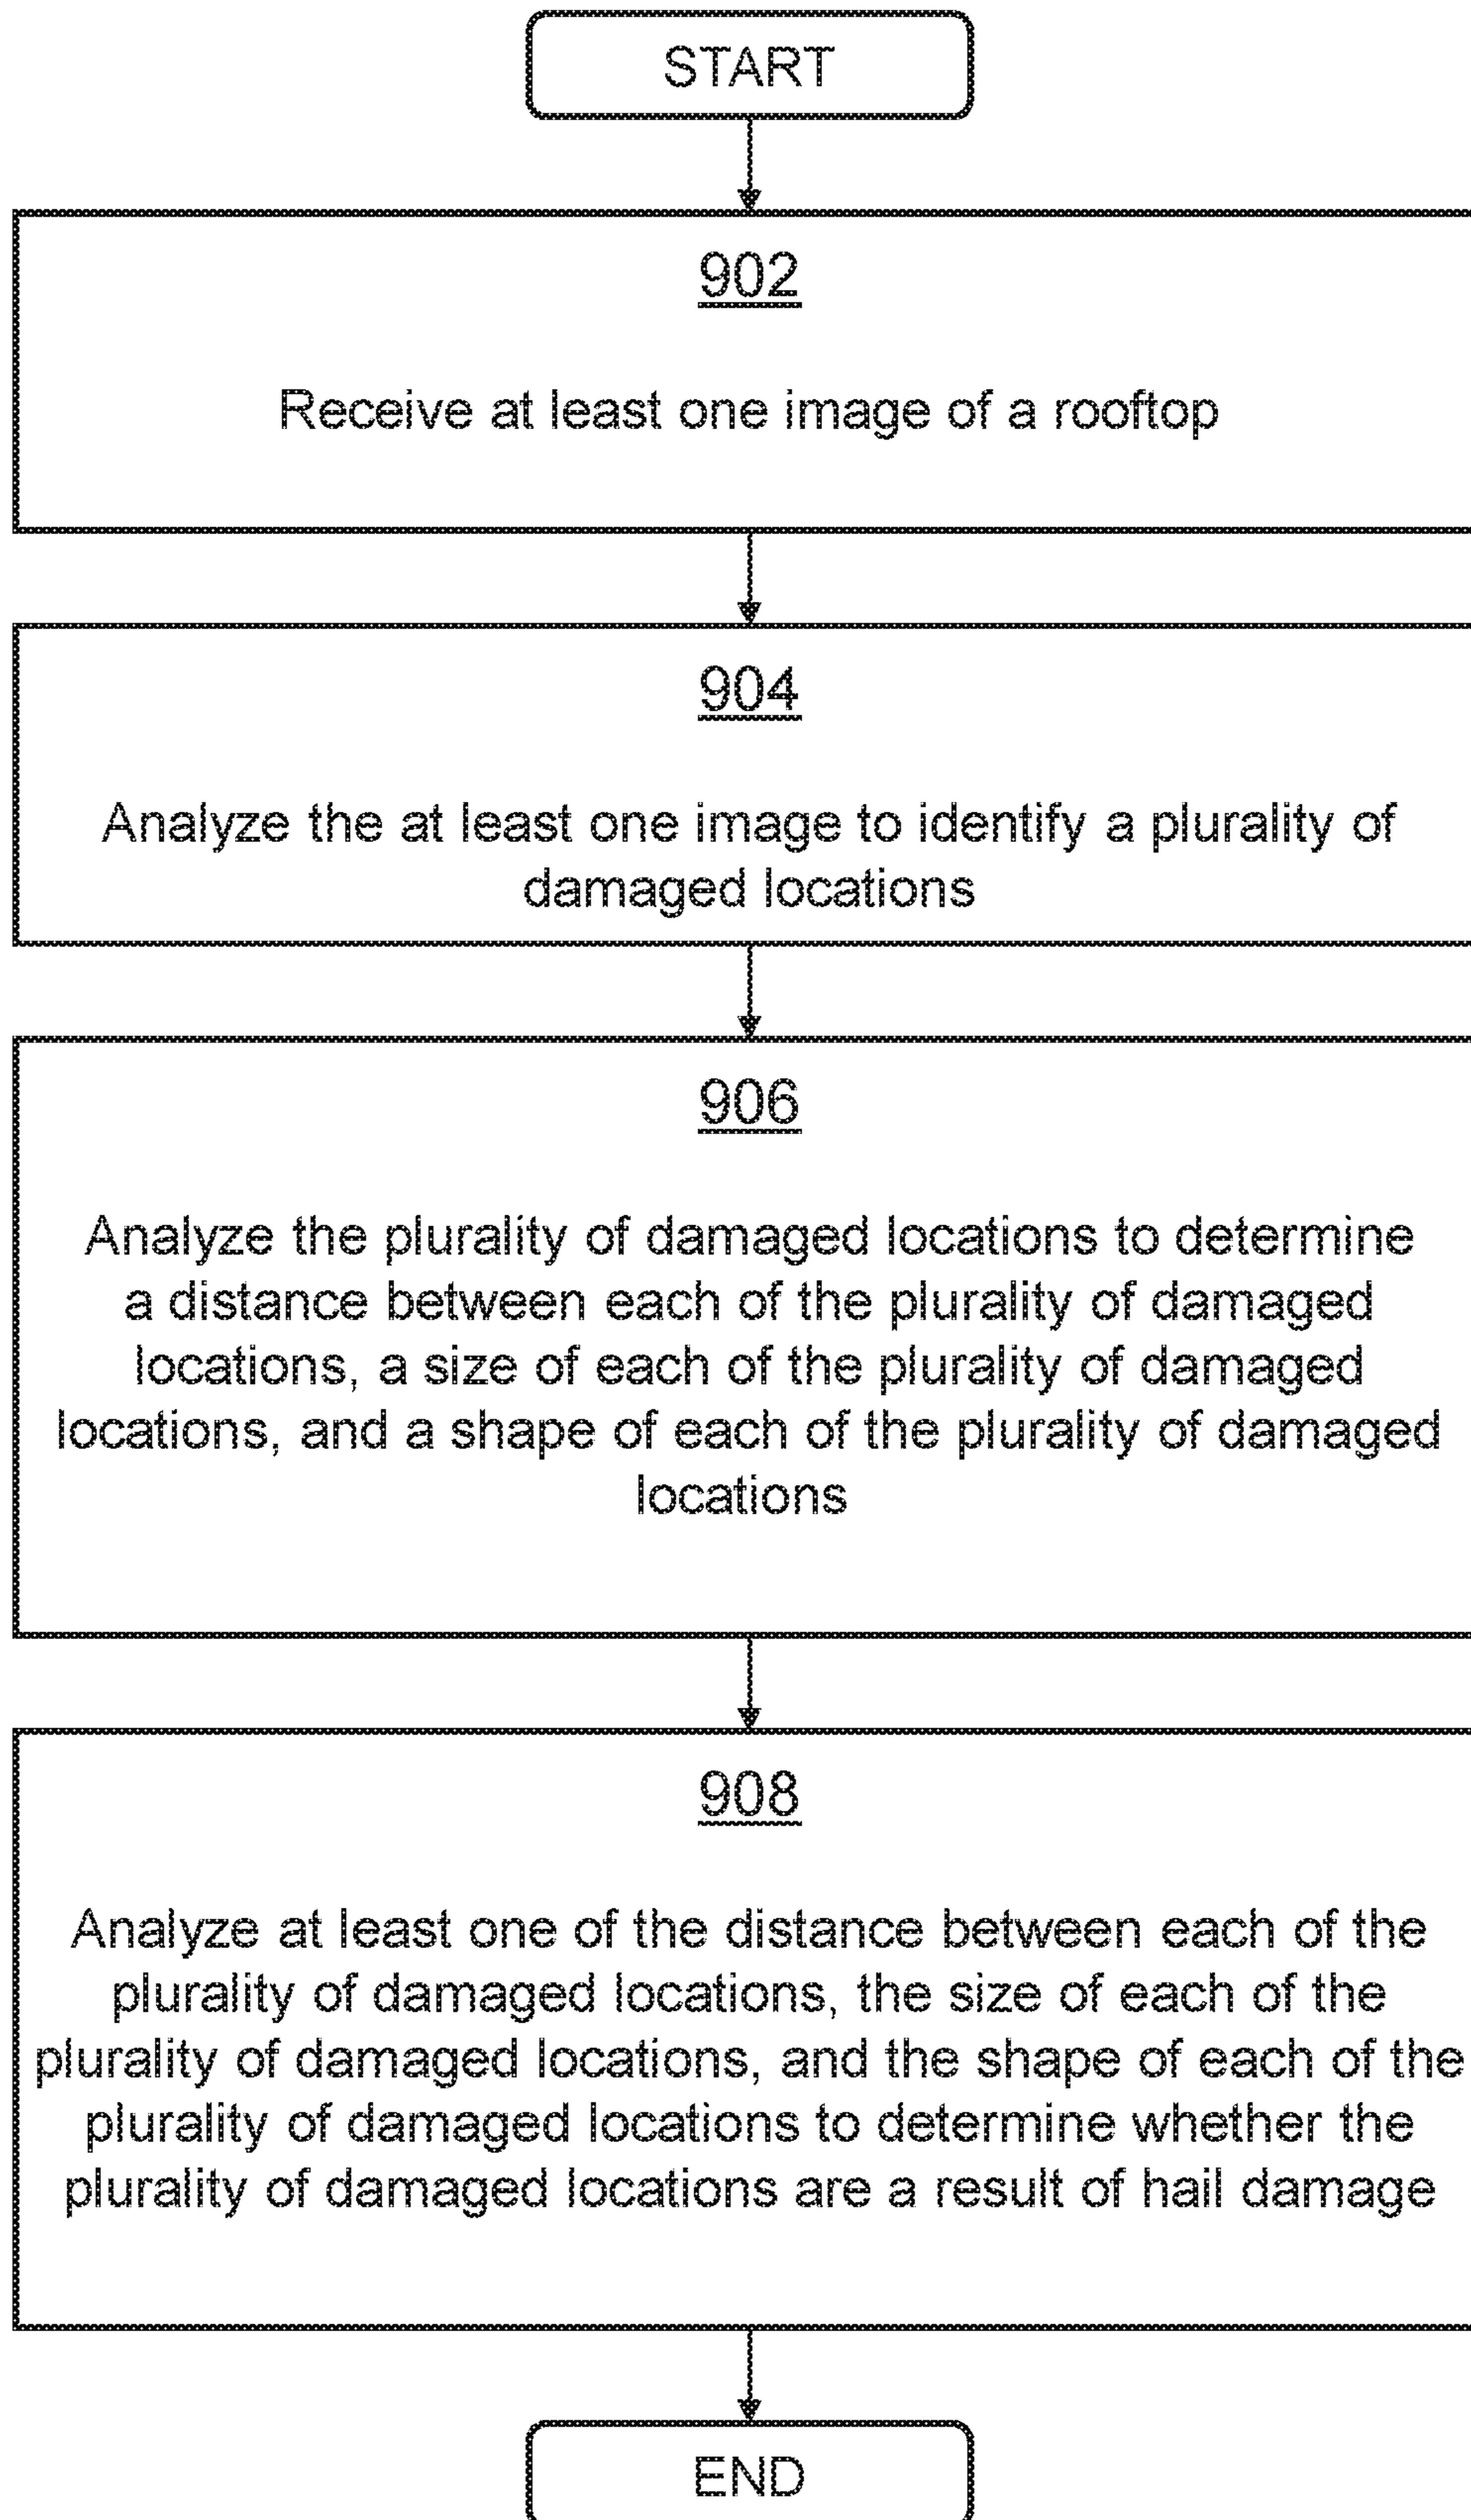 START
902
Receive at least one image of a rooftop
904
Analyze the at least one image to identify a plurality of
damaged locations
906
Analyze the plurality of damaged locations to determine
a distance between each of the plurality of damaged
locations, a size of each of the plurality of damaged
locations, and a shape of each of the plurality of damaged
locations
908
Analyze at least one of the distance between each of the
plurality of damaged locations, the size of each of the
plurality of damaged locations, and the shape of each of the
plurality of damaged locations to determine whether the
plurality of damaged locations are a result of hail damage
END